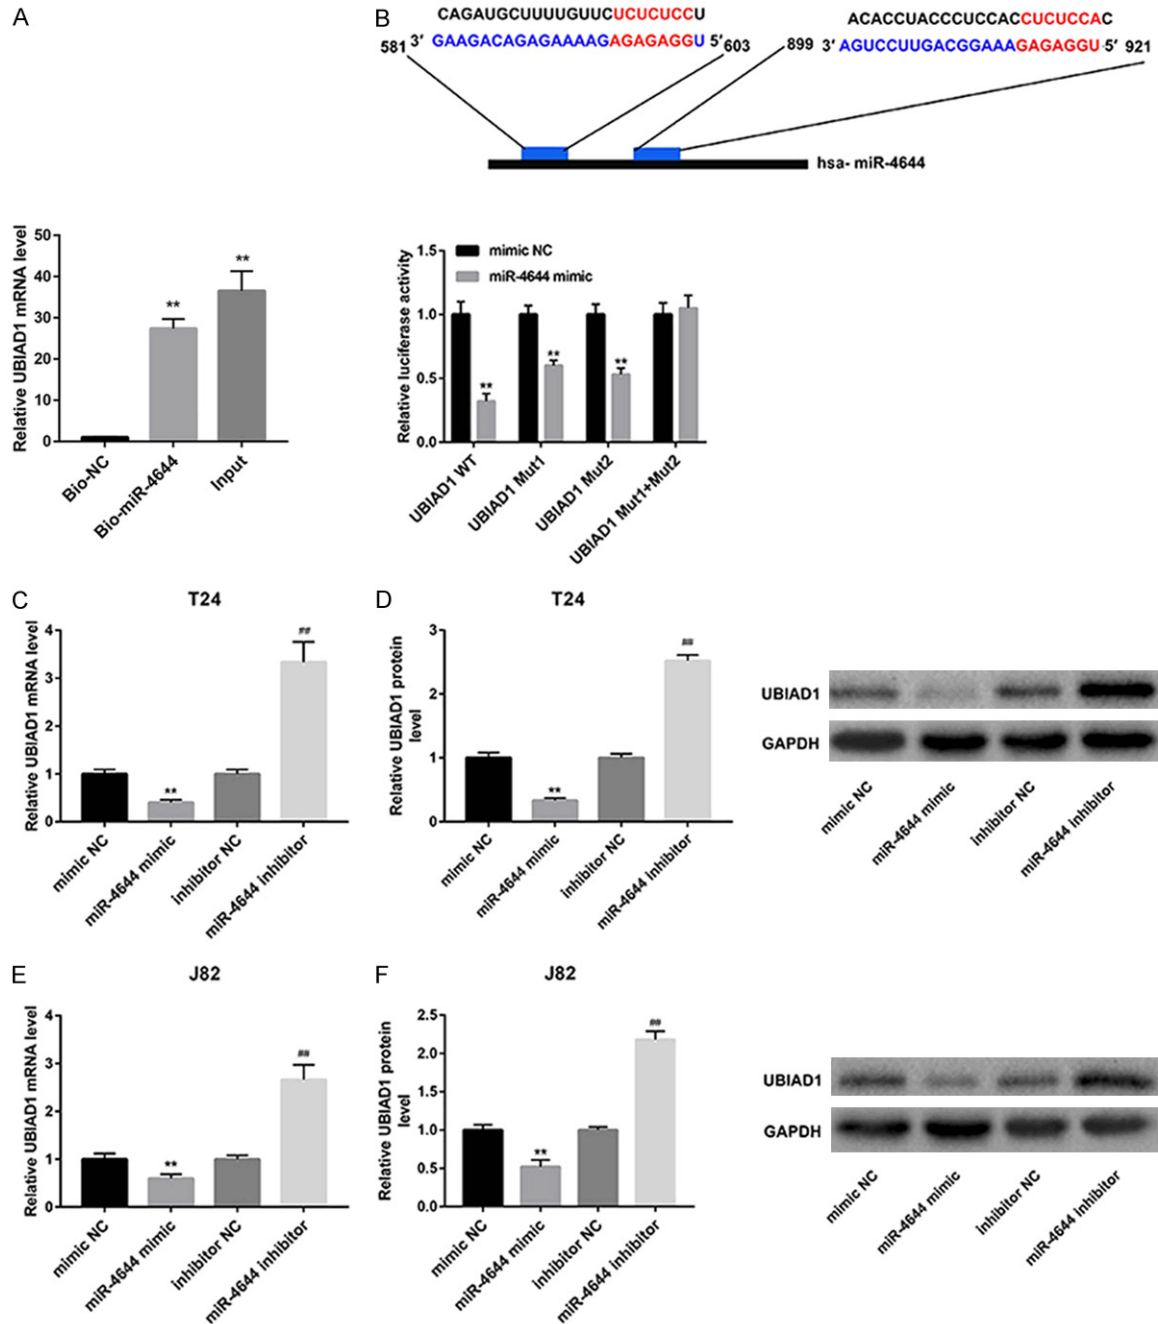 A
B
CAGAUGCUUUUGUUCUCUCUCCU
581 3′ GAAGACAGAGAAAAGAGAGAGGU 5′ 603
ACACCUACCCUCCACCUCUCCAC
899 3′ AGUCCUUGACGGAAAGAGAGGU 5′ 921
hsa- miR-4644
Relative UBIAD1 mRNA level
50
40
30
20
10
0
**
**
Bio-NC
Bio-miR-4644
Input
Relative luciferase activity
1.5
1.0
0.5
0.0
mimic NC
miR-4644 mimic
**
**
**
UBIAD1 WT
UBIAD1 Mut1
UBIAD1 Mut2
UBIAD1 Mut1+Mut2
C
T24
Relative UBIAD1 mRNA level
4
3
2
1
0
**
##
mimic NC
miR-4644 mimic
inhibitor NC
miR-4644 inhibitor
D
T24
Relative UBIAD1 protein
level
3
2
1
0
**
##
mimic NC
miR-4644 mimic
inhibitor NC
miR-4644 inhibitor
UBIAD1
GAPDH
mimic NC
miR-4644 mimic
inhibitor NC
miR-4644 inhibitor
E
J82
Relative UBIAD1 mRNA level
4
3
2
1
0
**
##
mimic NC
miR-4644 mimic
inhibitor NC
miR-4644 inhibitor
F
J82
Relative UBIAD1 protein
level
2.5
2.0
1.5
1.0
0.5
0.0
**
##
mimic NC
miR-4644 mimic
inhibitor NC
miR-4644 inhibitor
UBIAD1
GAPDH
mimic NC
miR-4644 mimic
inhibitor NC
miR-4644 inhibitor